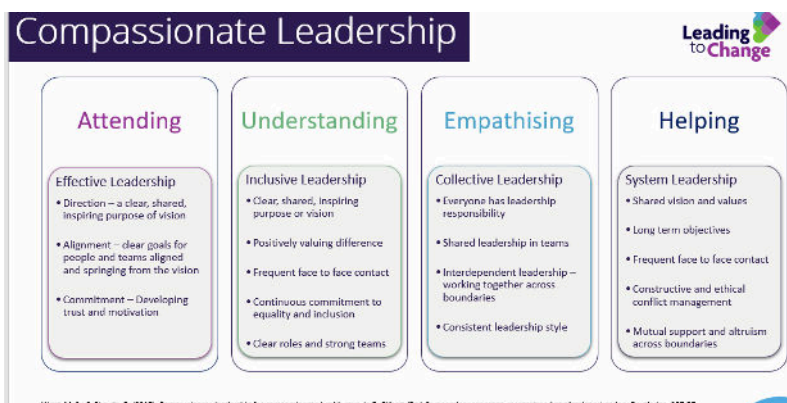 Compassionate Leadership
Leading
to Change
Attending
Effective Leadership
• Direction – a clear, shared,
inspiring purpose of vision
• Alignment – clear goals for
people and teams aligned
and springing from the vision
• Commitment – Developing
trust and motivation
Understanding
Inclusive Leadership
• Clear, shared, inspiring
purpose or vision
• Positively valuing difference
• Frequent face to face contact
• Continuous commitment to
equality and inclusion
• Clear roles and strong teams
Empathising
Collective Leadership
• Everyone has leadership
responsibility
• Shared leadership in teams
• Interdependent leadership –
working together across
boundaries
• Consistent leadership style
Helping
System Leadership
• Shared vision and values
• Long term objectives
• Frequent face to face contact
• Constructive and ethical
conflict management
• Mutual support and altruism
across boundaries